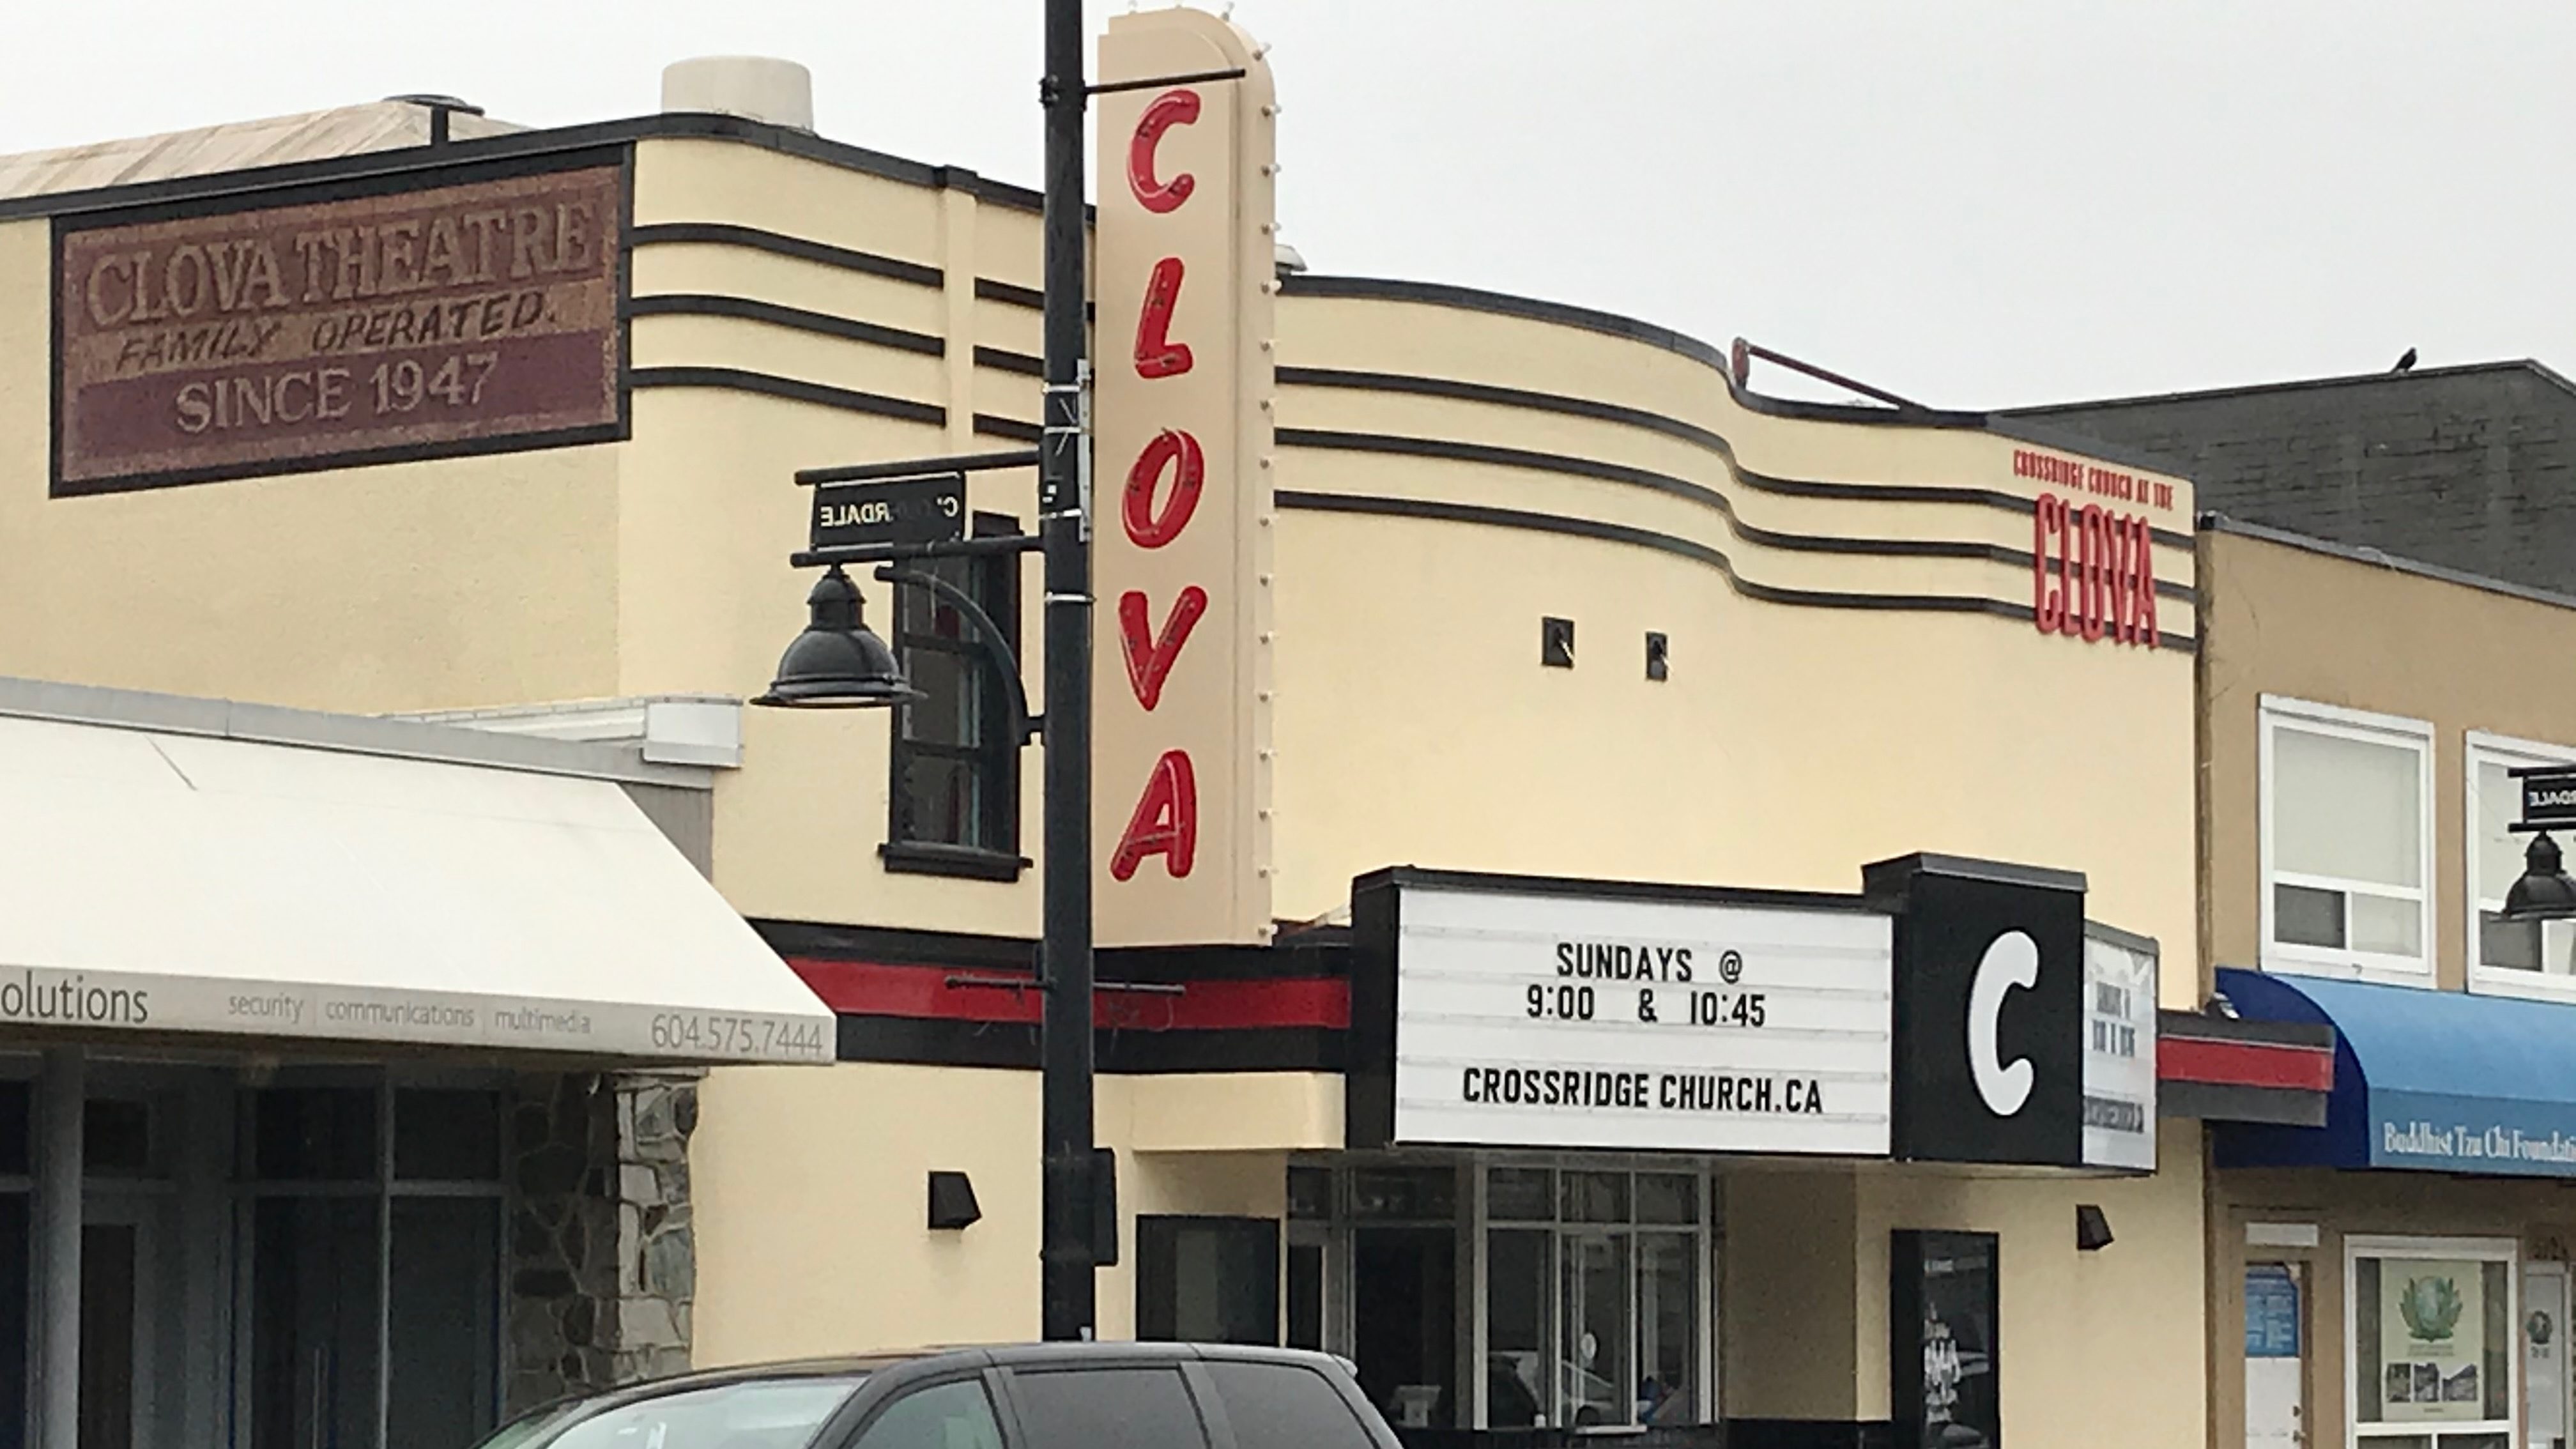 CLOVA THEATRE
FAMILY OPERATED.
SINCE 1947
CLOVA
CROSSRIDGE CHURCH AT THE
CLOVA
SUNDAYS @
9:00 & 10:45
CROSSRIDGE CHURCH.CA
C
olutions
security | communications | multimedia
604.575.7444
Buddhist Tzu Chi Foundati